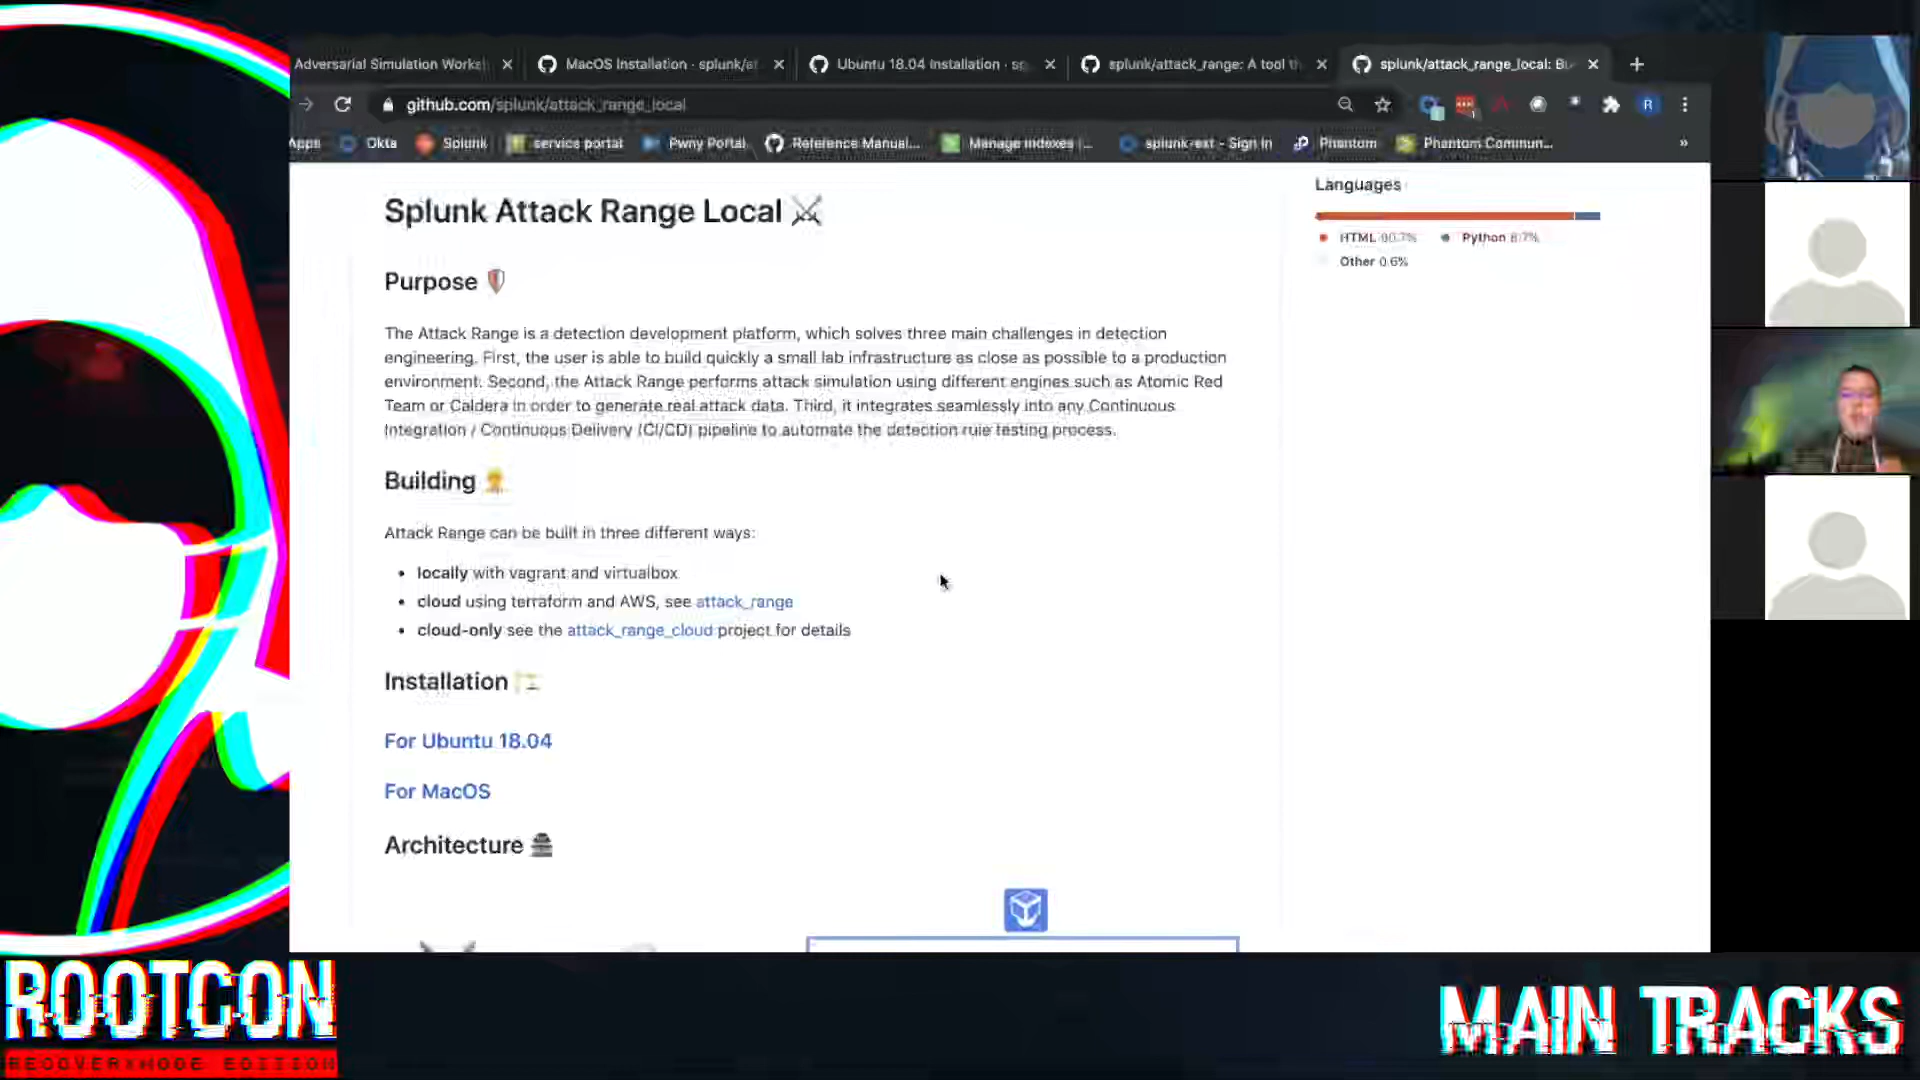 Adversarial Simulation Works
MacOS Installation · splunk/at
Ubuntu 18.04 Installation · sp
splunk/attack_range: A tool th
splunk/attack_range_local: Bu
github.com/splunk/attack_range_local
R
Apps
Okta
Splunk
service portal
Pwny Portal
Reference Manual...
Manage indexes |...
splunk-ext - Sign In
Phantom
Phantom Commun...
»
Splunk Attack Range Local
Purpose
The Attack Range is a detection development platform, which solves three main challenges in detection
engineering. First, the user is able to build quickly a small lab infrastructure as close as possible to a production
environment. Second, the Attack Range performs attack simulation using different engines such as Atomic Red
Team or Caldera in order to generate real attack data. Third, it integrates seamlessly into any Continuous
Integration / Continuous Delivery (CI/CD) pipeline to automate the detection rule testing process.
Building
Attack Range can be built in three different ways:
• locally with vagrant and virtualbox
• cloud using terraform and AWS, see attack_range
• cloud-only see the attack_range_cloud project for details
Installation
For Ubuntu 18.04
For MacOS
Architecture
Languages
HTML 90.7%
Python 8.7%
Other 0.6%
ROOTCON
RECOVERYMODE EDITION
MAIN TRACKS